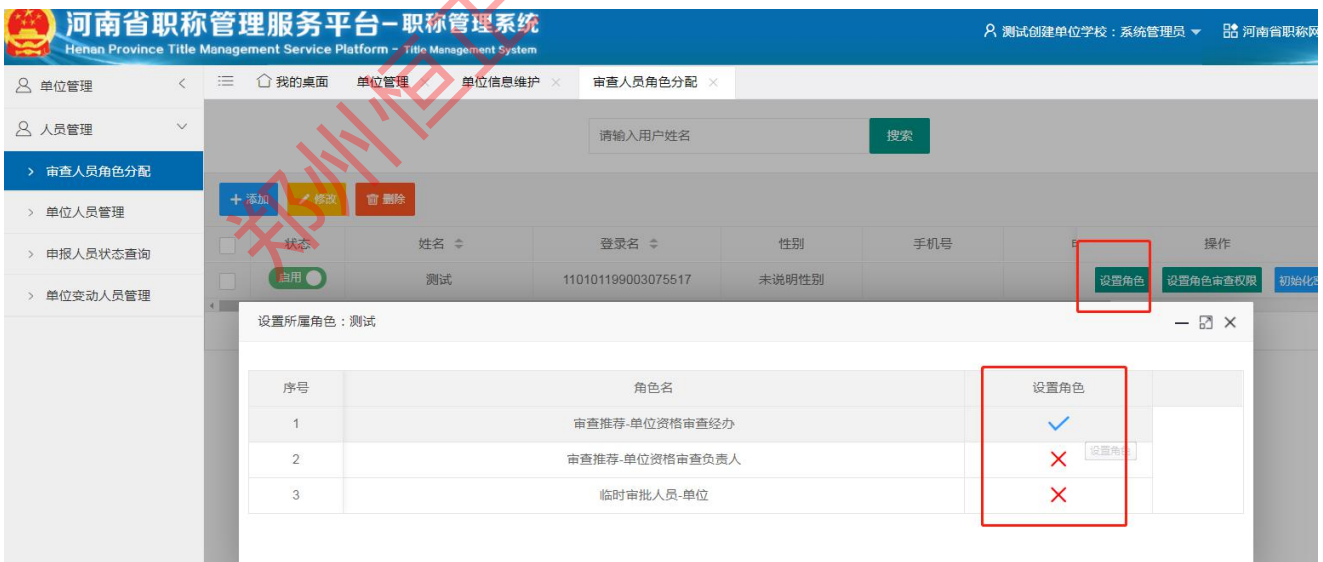 河南省职称管理服务平台-职称管理系统
Henan Province Title Management Service Platform - Title Management System
测试创建单位学校：系统管理员
河南省职称网
单位管理
我的桌面 单位管理 单位信息维护 审查人员角色分配
人员管理
请输入用户姓名 搜索
审查人员角色分配
添加 修改 删除
单位人员管理
状态 姓名 登录名 性别 手机号 操作
申报人员状态查询
启用 测试 110101199003075517 未说明性别 设置角色 设置角色审查权限 初始化
单位变动人员管理
设置所属角色：测试
序号 角色名 设置角色
1 审查推荐-单位资格审查经办
设置角
2 审查推荐-单位资格审查负责人
3 临时审批人员-单位
郑州恒正